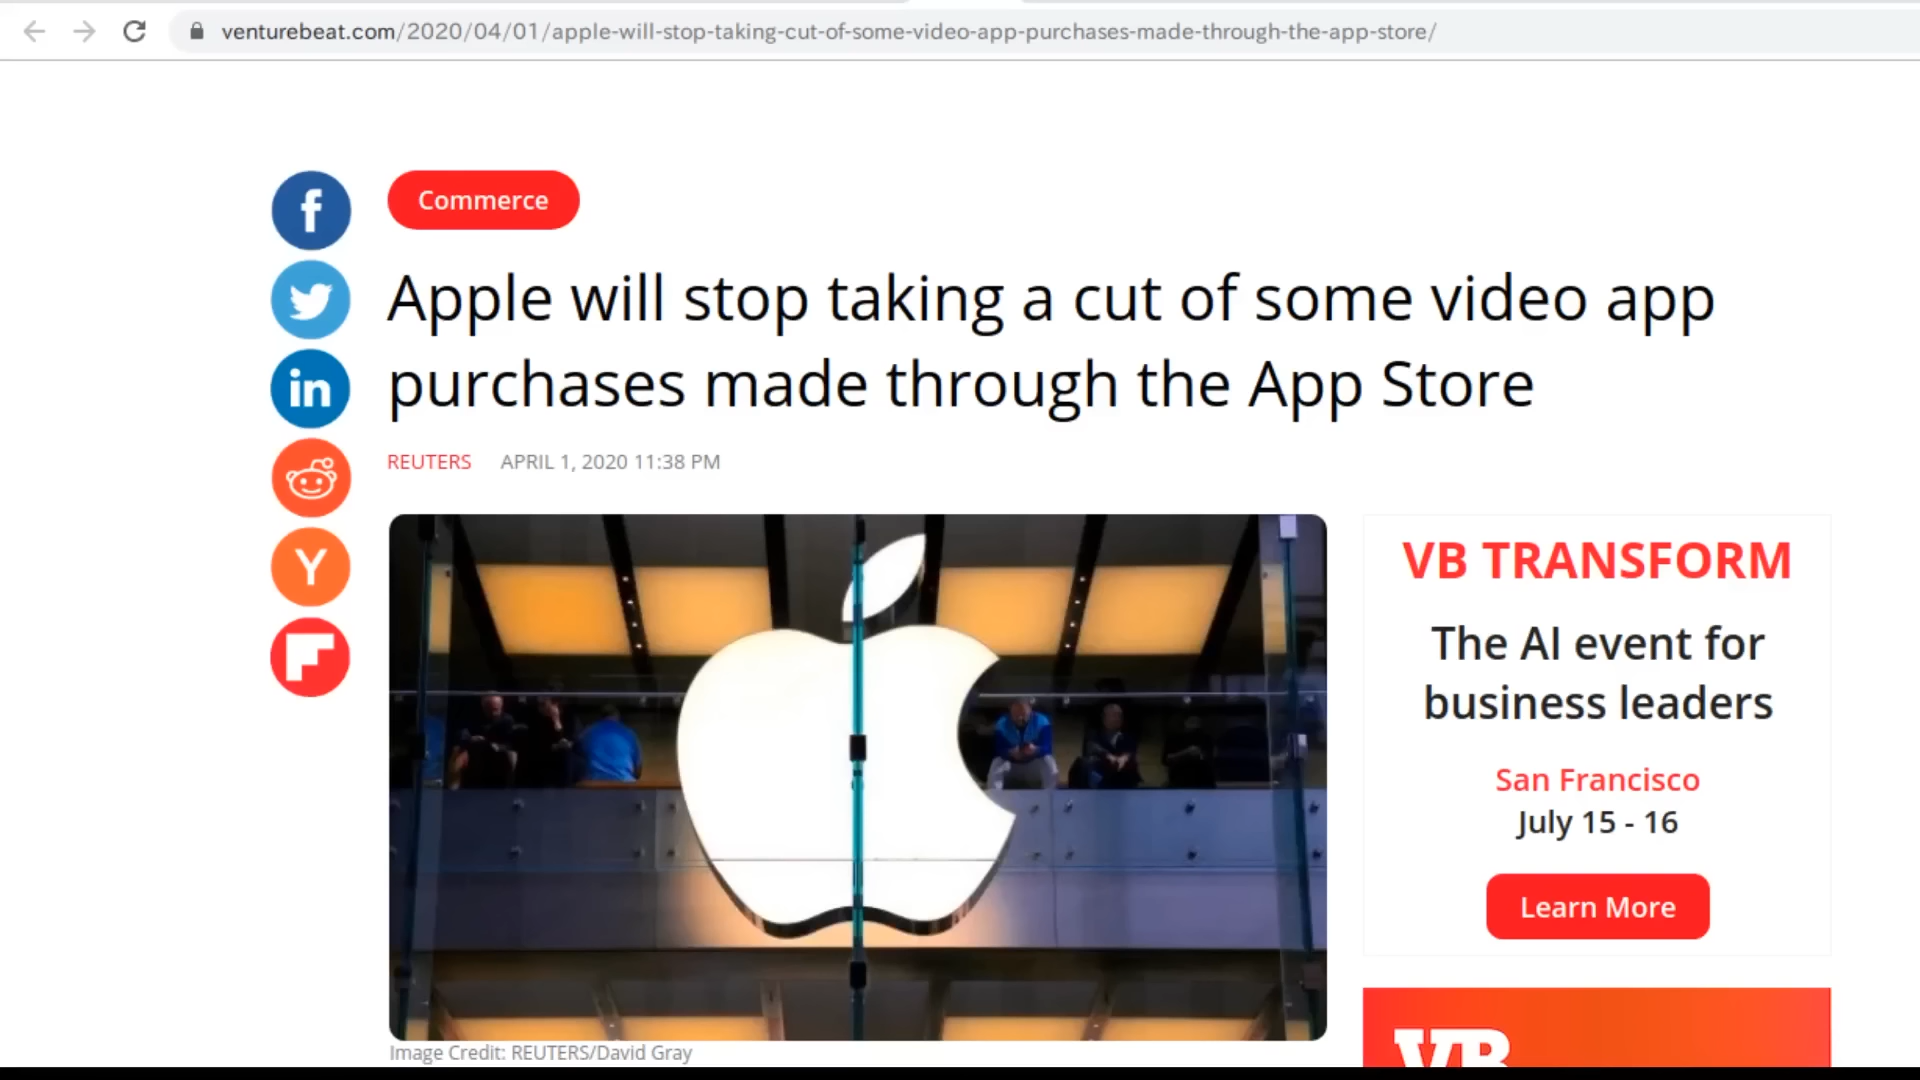 venturebeat.com/2020/04/01/apple-will-stop-taking-cut-of-some-video-app-purchases-made-through-the-app-store/
f
Commerce
in
Y
Apple will stop taking a cut of some video app
purchases made through the App Store
REUTERS APRIL 1, 2020 11:38 PM
VB TRANSFORM
The AI event for
business leaders
San Francisco
July 15 - 16
Learn More
VB
Image Credit: REUTERS/David Gray